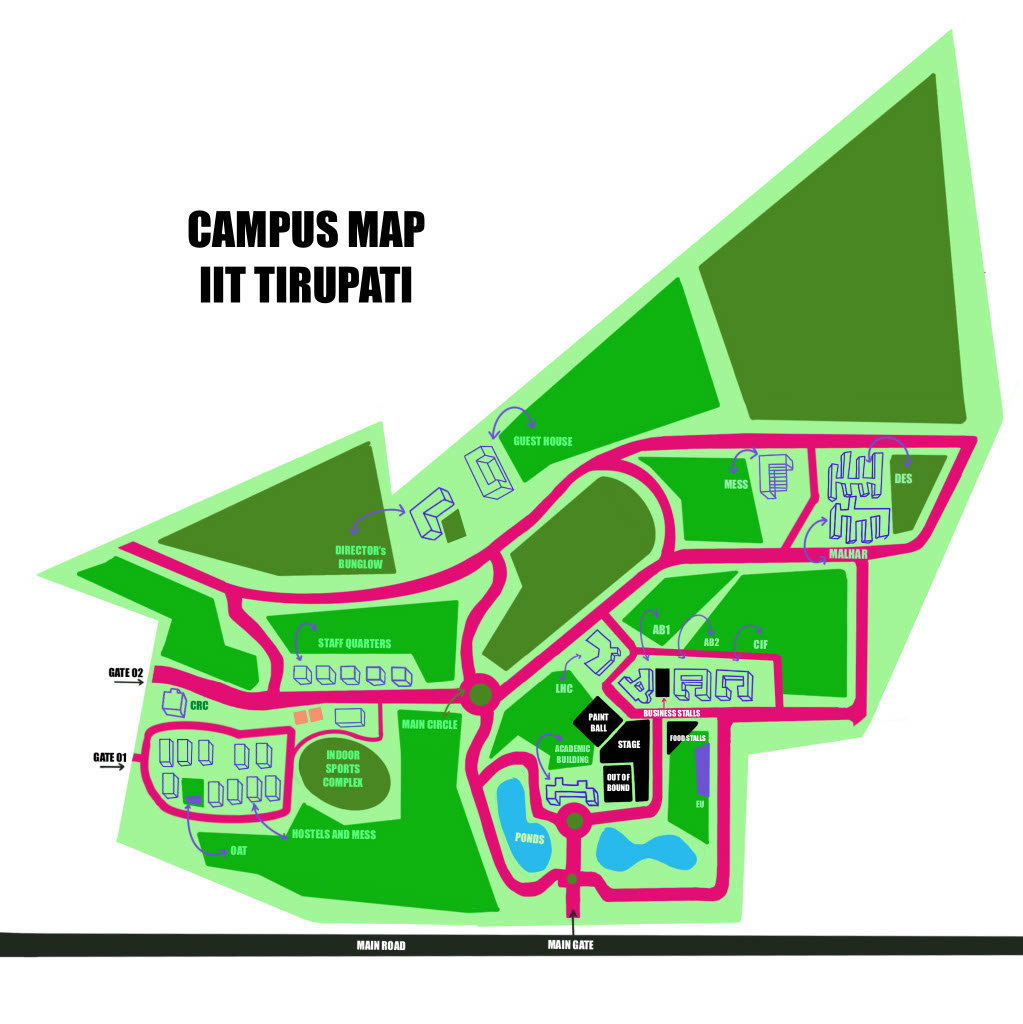 CAMPUS MAP
IIT TIRUPATI
GUEST HOUSE
MESS
DES
DIRECTOR's
BUNGLOW
MALHAR
STAFF QUARTERS
AB1
AB2
CIF
GATE 02
LHC
CRC
MAIN CIRCLE
BUSINESS STALLS
PAINT
BALL
STAGE
FOOD STALLS
GATE 01
INDOOR
SPORTS
COMPLEX
ACADEMIC
BUILDING
OUT OF
BOUND
EU
HOSTELS AND MESS
PONDS
OAT
MAIN ROAD
MAIN GATE